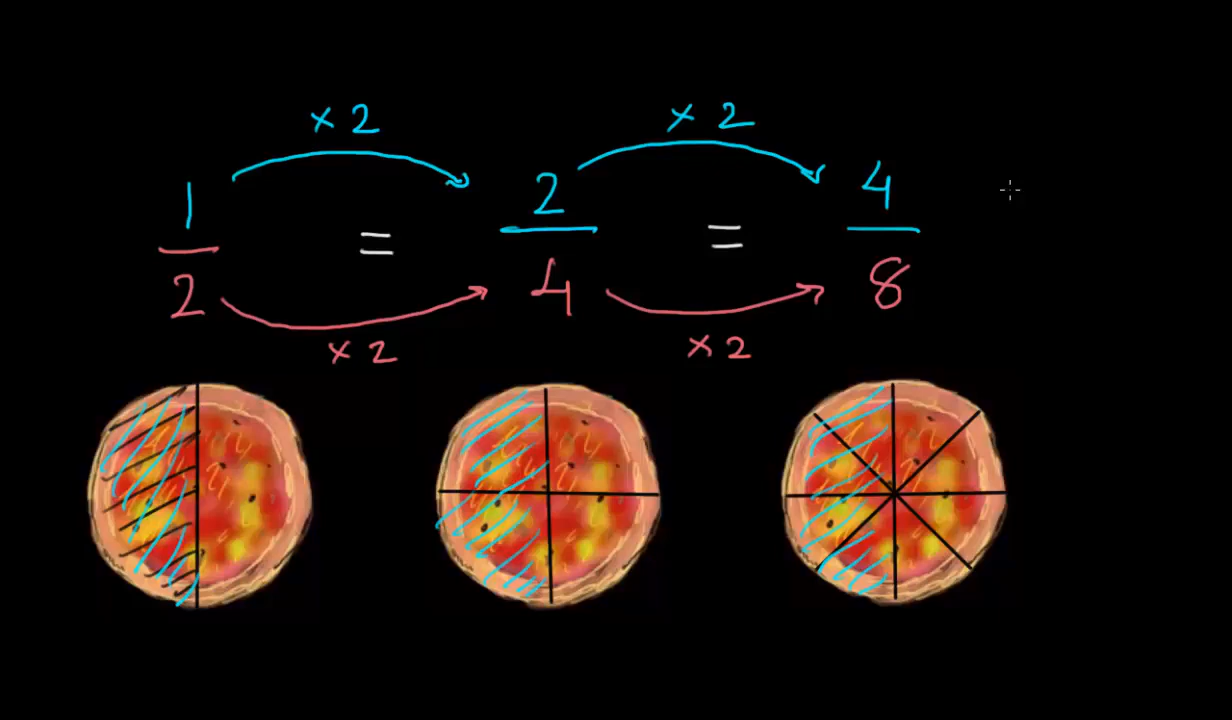 × 2 × 2
1/2 = 2/4 = 4/8
× 2 × 2